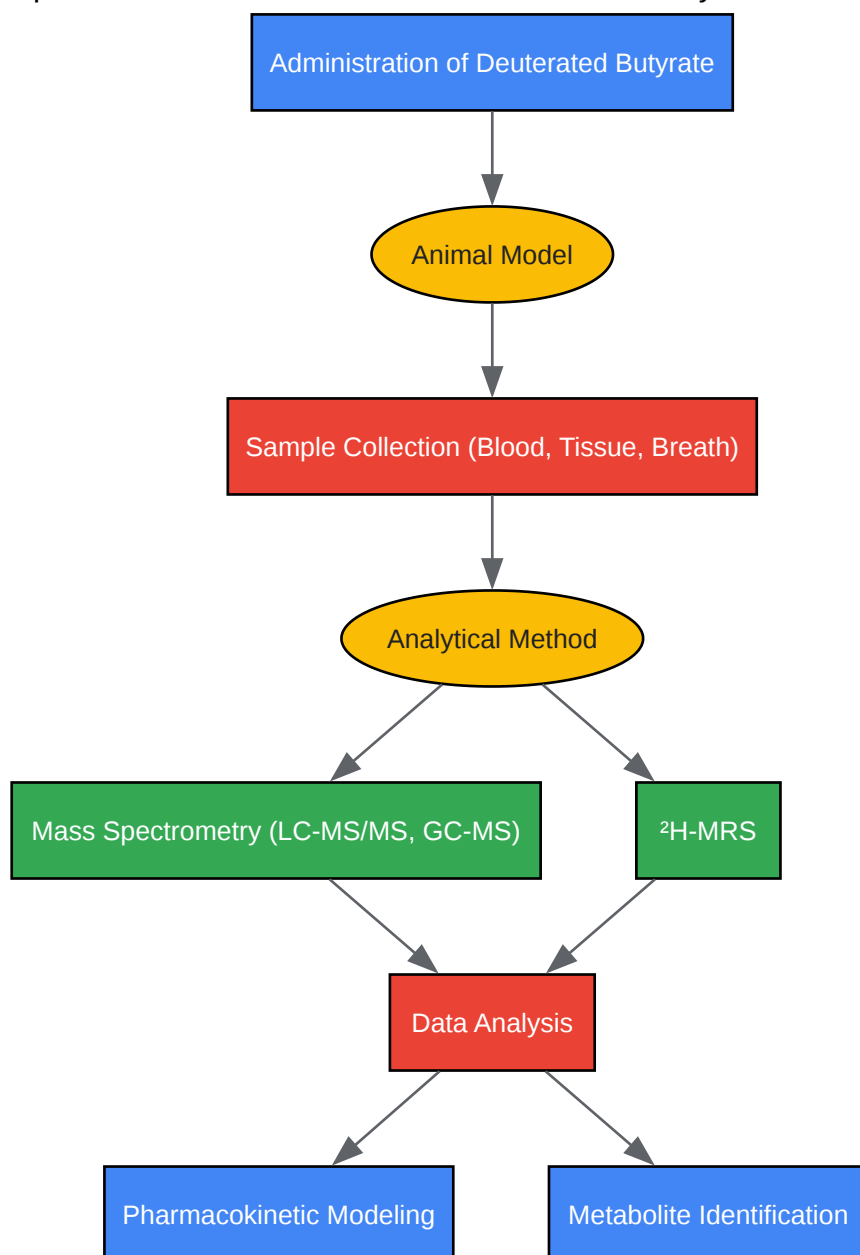 Administration of Deuterated Butyrate
Animal Model
Sample Collection (Blood, Tissue, Breath)
Analytical Method
Mass Spectrometry (LC-MS/MS, GC-MS)
²H-MRS
Data Analysis
Pharmacokinetic Modeling
Metabolite Identification